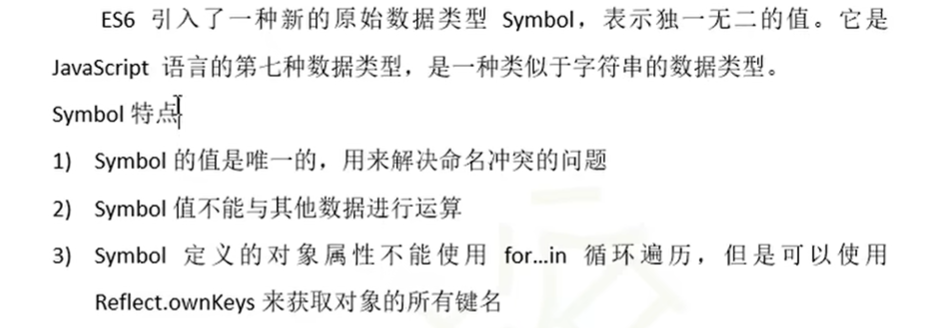 ES6 引入了一种新的原始数据类型 Symbol，表示独一无二的值。它是
JavaScript 语言的第七种数据类型，是一种类似于字符串的数据类型。
Symbol 特点
1) Symbol 的值是唯一的，用来解决命名冲突的问题
2) Symbol 值不能与其他数据进行运算
3) Symbol 定义的对象属性不能使用 for…in 循环遍历，但是可以使用
Reflect.ownKeys 来获取对象的所有键名